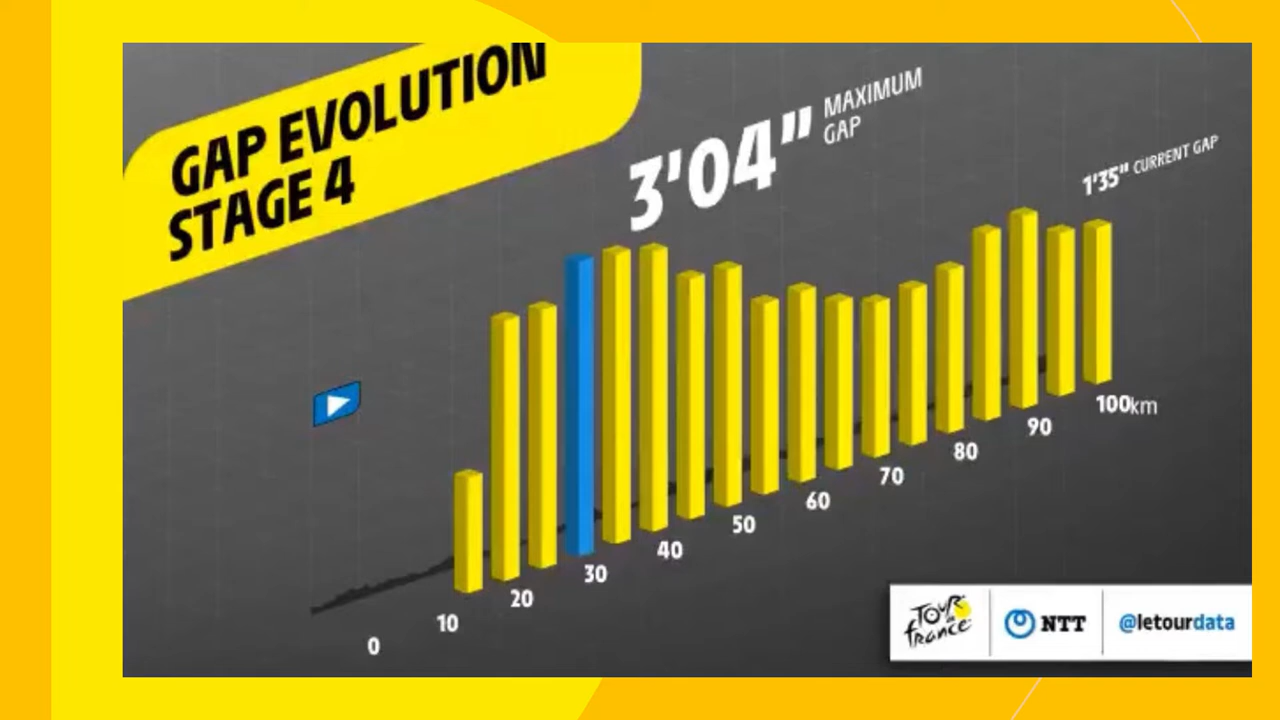 GAP EVOLUTION
STAGE 4
3'04" MAXIMUM
GAP
1'35" CURRENT GAP
0
10
20
30
40
50
60
70
80
90
100km
TOUR de france
NTT
@letourdata